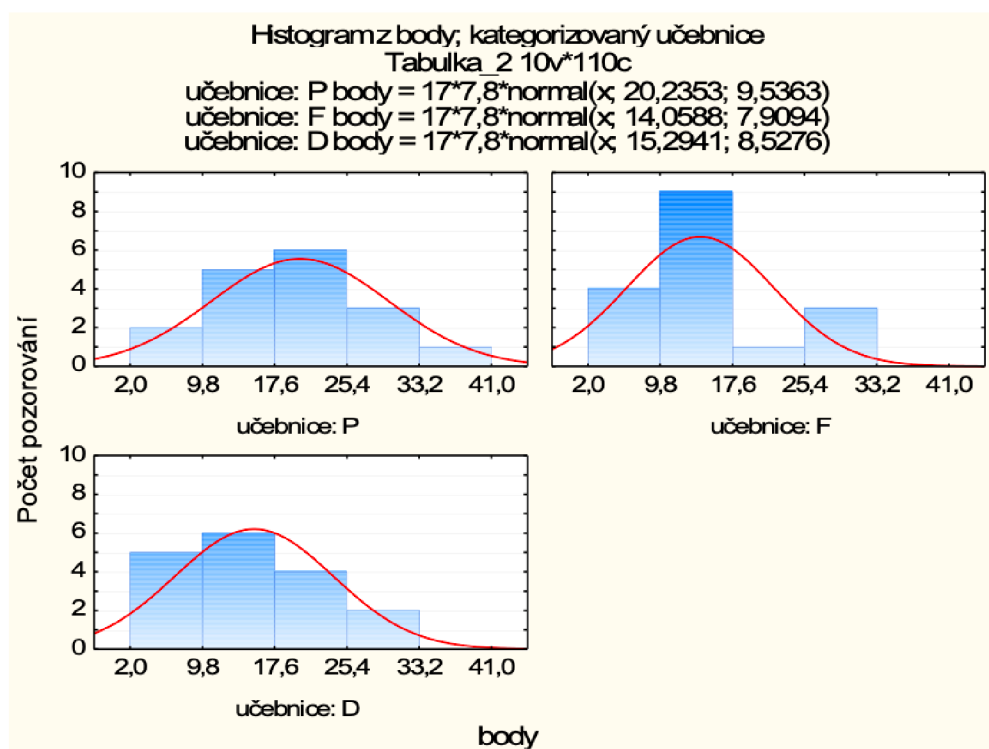 Histogram z body; kategorizovaný učebnice
Tabulka_2 10v*110c
učebnice: P body = 17*7,8*normal(x; 20,2353; 9,5363)
učebnice: F body = 17*7,8*normal(x; 14,0588; 7,9094)
učebnice: D body = 17*7,8*normal(x; 15,2941; 8,5276)
Počet pozorování
10
8
6
4
2
0
2,0 9,8 17,6 25,4 33,2 41,0
učebnice: P
2,0 9,8 17,6 25,4 33,2 41,0
učebnice: F
10
8
6
4
2
0
2,0 9,8 17,6 25,4 33,2 41,0
učebnice: D
body